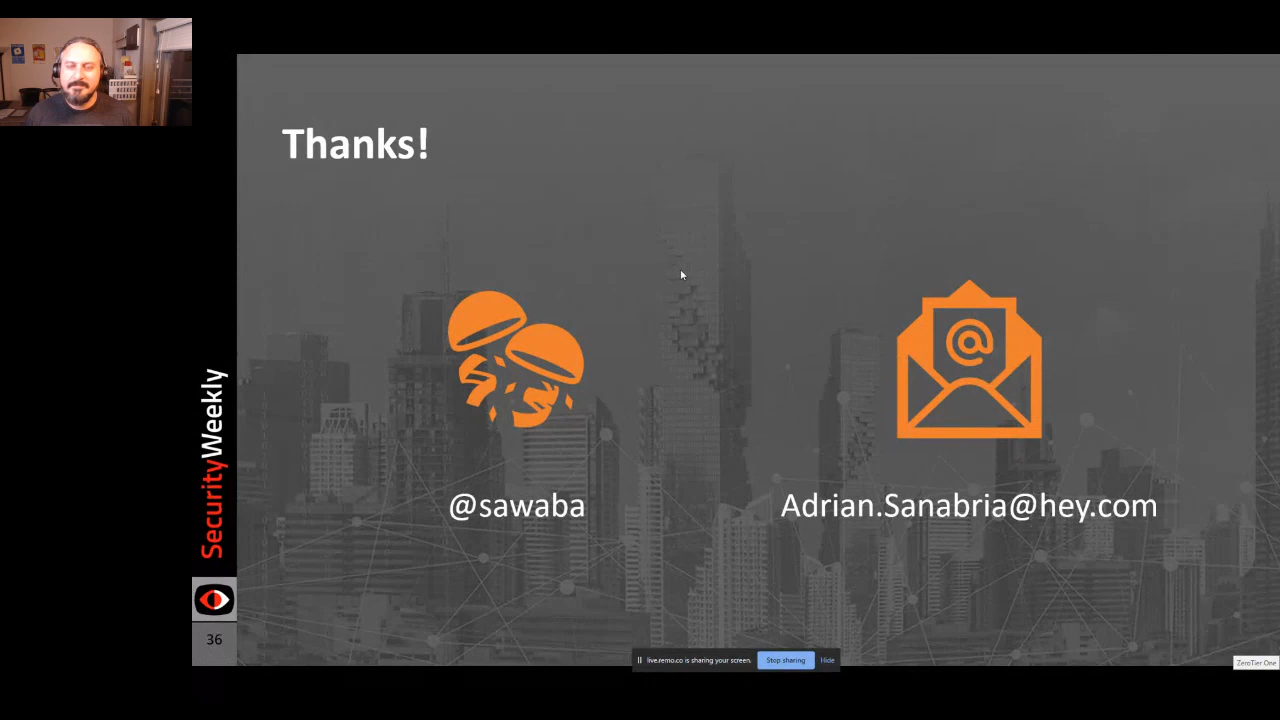 Thanks!
@sawaba
Adrian.Sanabria@hey.com
SecurityWeekly
36
live.remo.co is sharing your screen.
Stop sharing
Hide
ZeroTier One